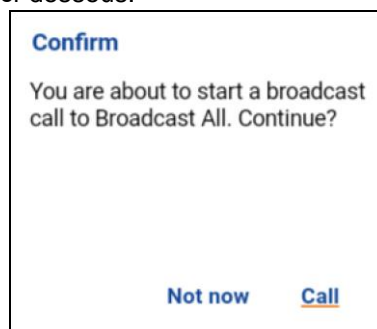 Confirm
You are about to start a broadcast
call to Broadcast All. Continue?
Not now Call